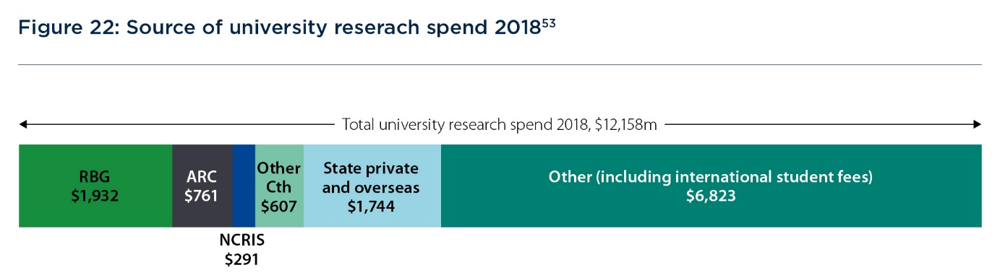 Figure 22: Source of university reserach spend 2018⁵³
Total university research spend 2018, $12,158m
RBG
$1,932
ARC
$761
NCRIS
$291
Other
Cth
$607
State private
and overseas
$1,744
Other (including international student fees)
$6,823